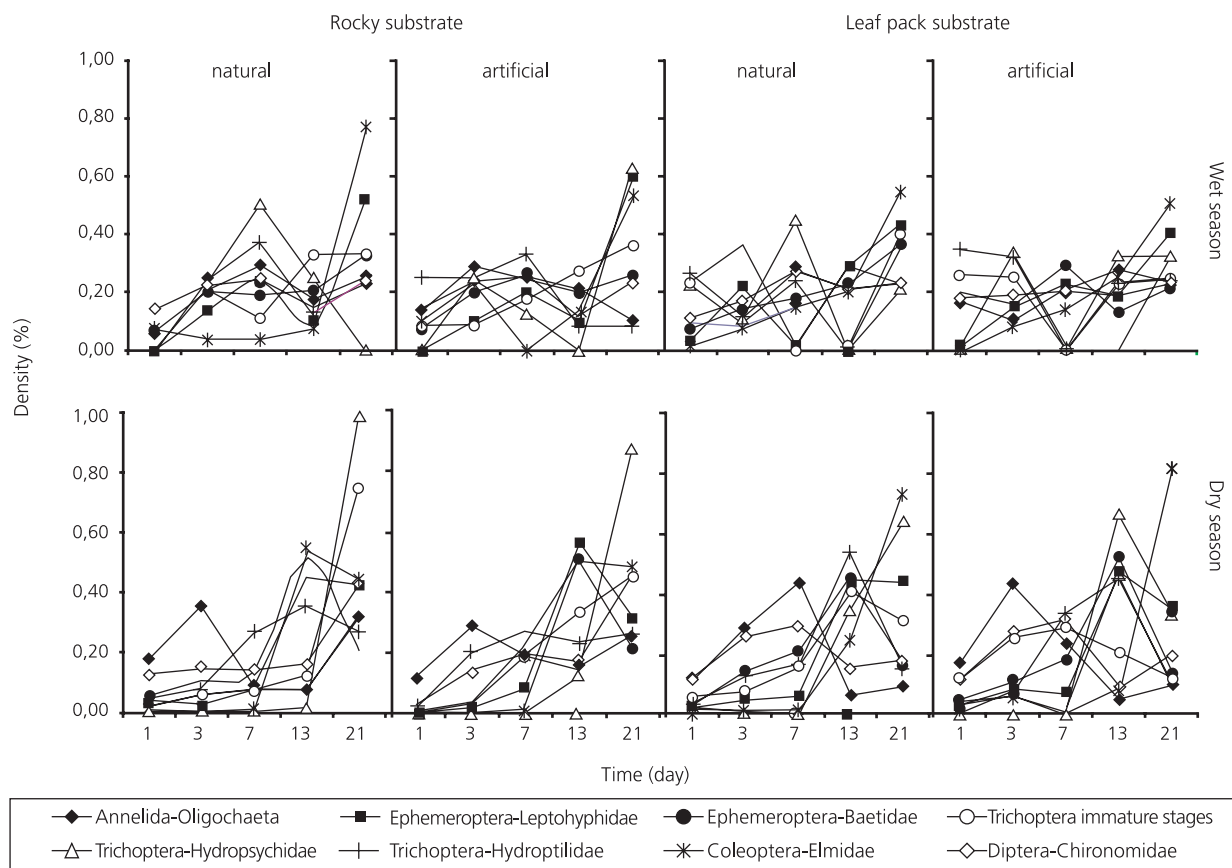 Rocky substrate Leaf pack substrate
natural artificial natural artificial
1,00
0,80
0,60
0,40
0,20
0,00
Wet season
Density (%)
1,00
0,80
0,60
0,40
0,20
0,00
Dry season
1 3 7 13 21 1 3 7 13 21 1 3 7 13 21 1 3 7 13 21
Time (day)
Annelida-Oligochaeta Ephemeroptera-Leptohyphidae Ephemeroptera-Baetidae Trichoptera immature stages
Trichoptera-Hydropsychidae Trichoptera-Hydroptilidae Coleoptera-Elmidae Diptera-Chironomidae